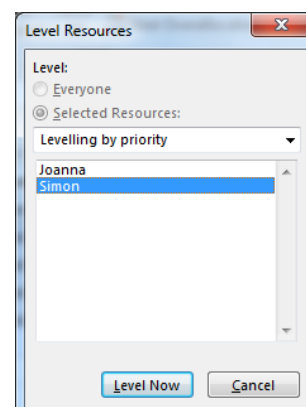 Level Resources
Level:
Everyone
Selected Resources:
Levelling by priority
Joanna
Simon
Level Now
Cancel